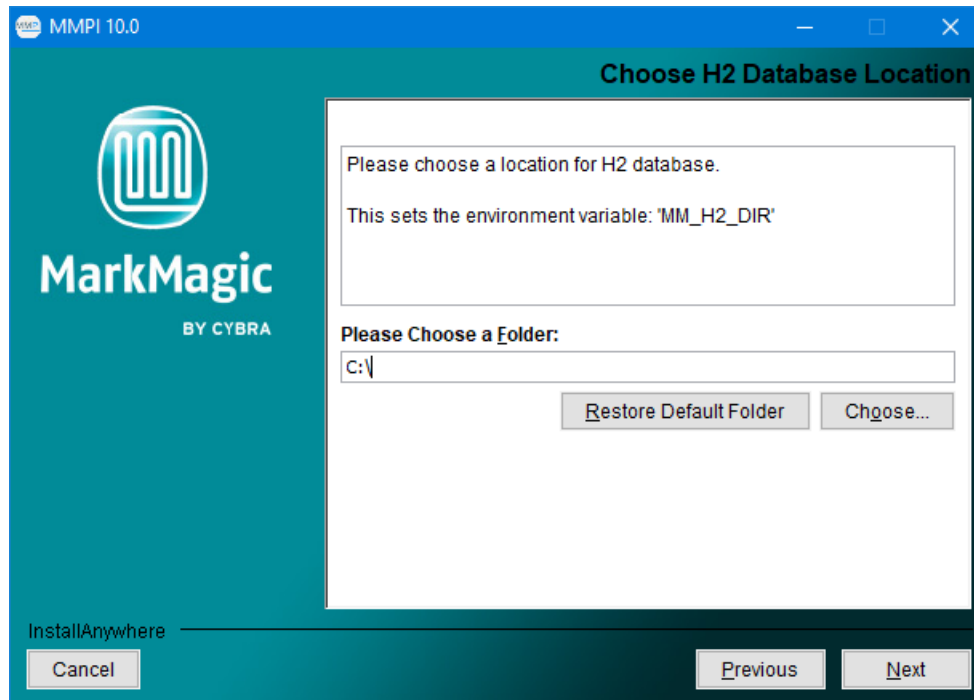 MMPI 10.0
Choose H2 Database Location
MarkMagic
BY CYBRA
Please choose a location for H2 database.
This sets the environment variable: 'MM_H2_DIR'
Please Choose a Folder:
C:\
Restore Default Folder
Choose...
InstallAnywhere
Cancel
Previous
Next